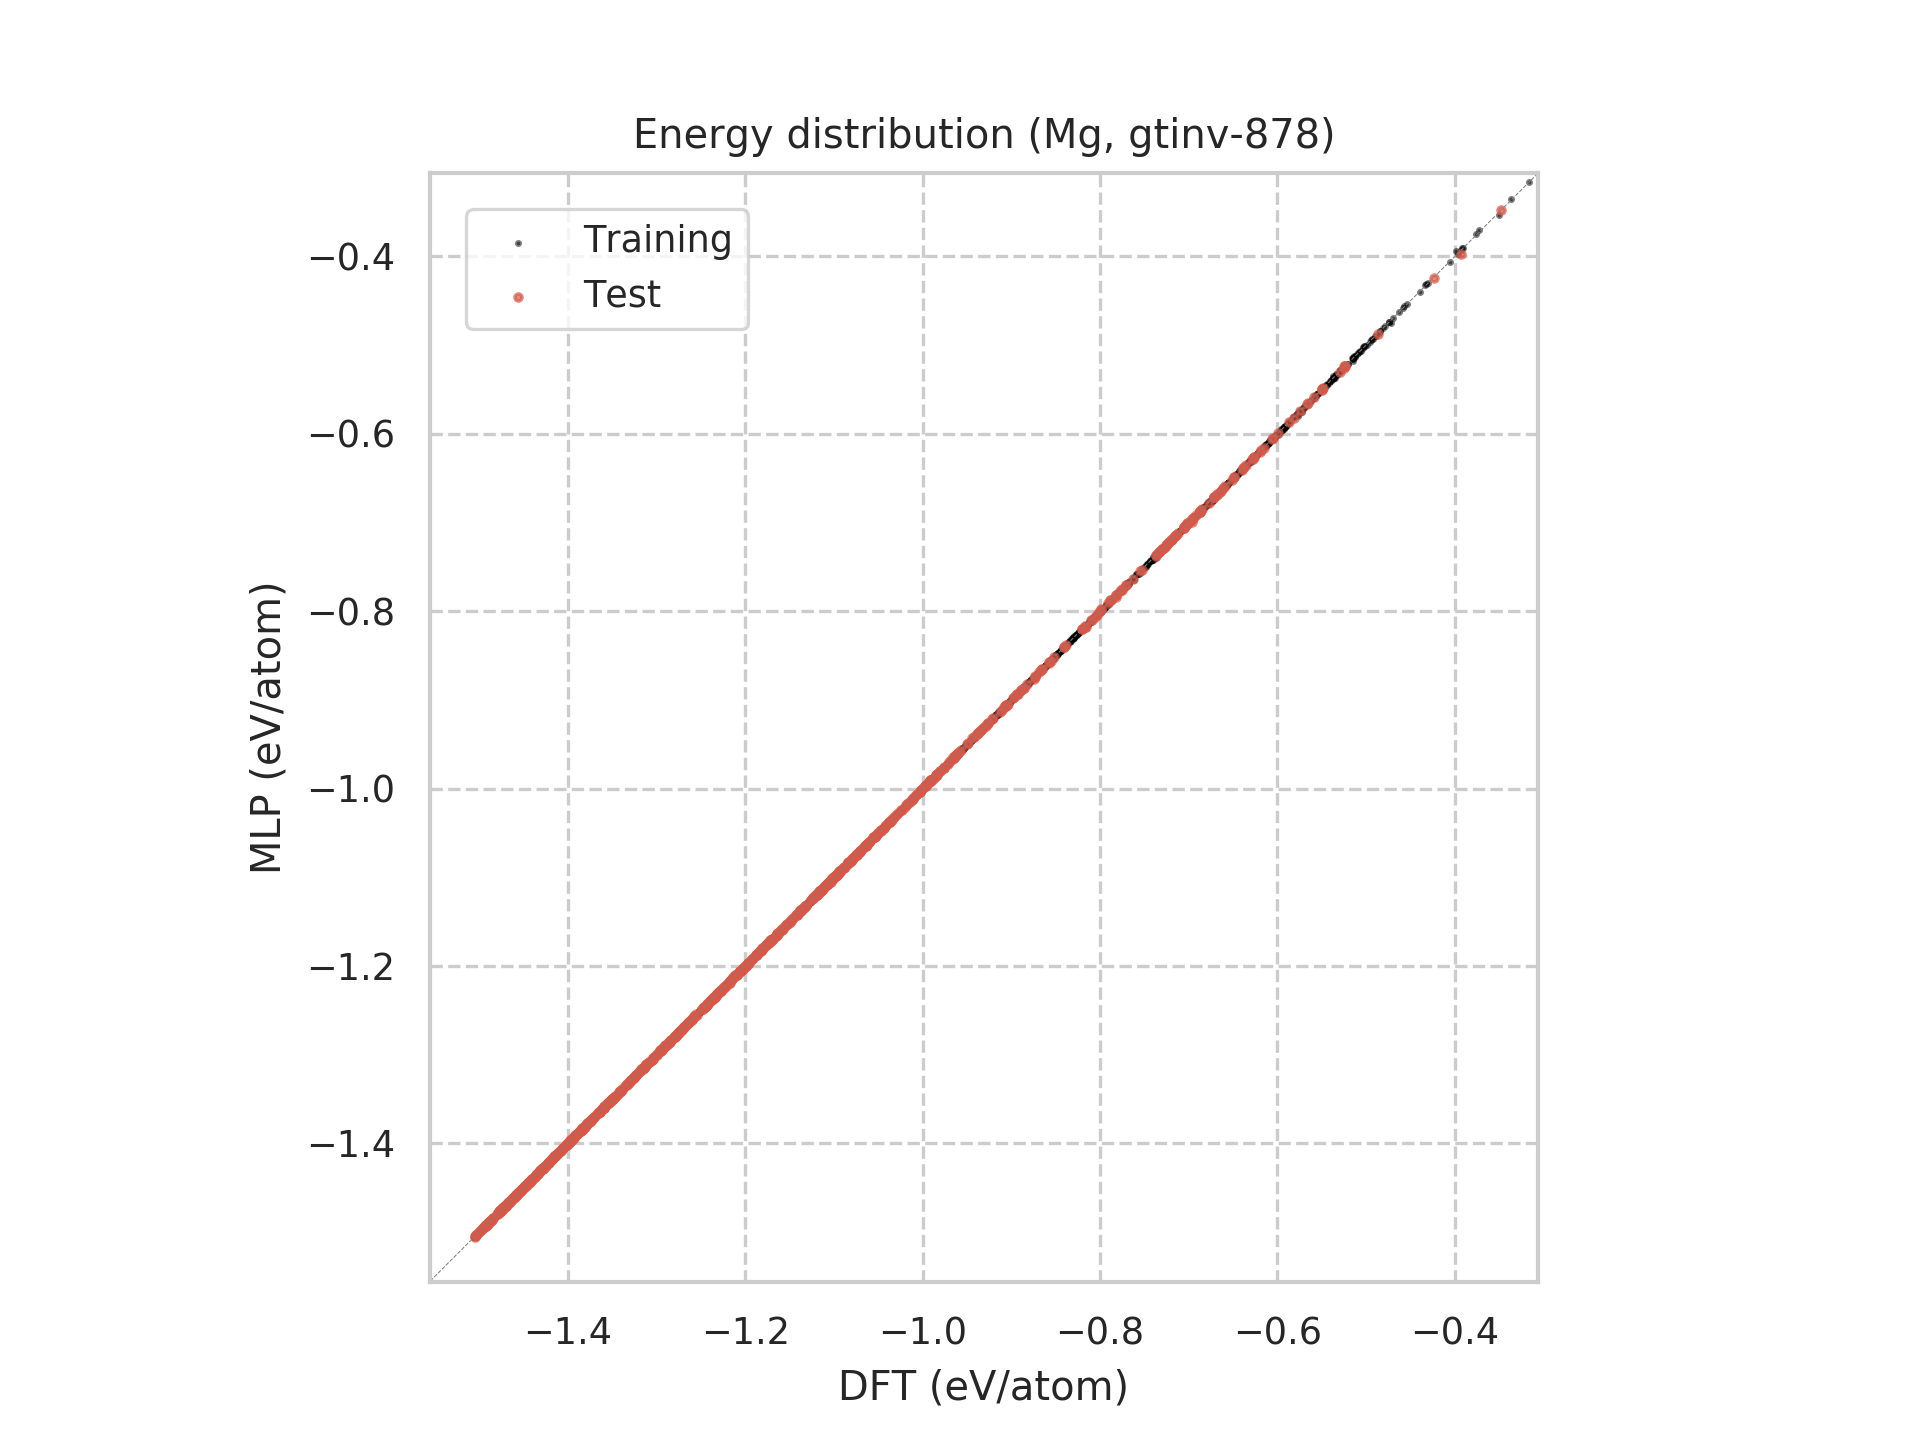 Energy distribution (Mg, gtinv-878)
Training
Test
−0.4
−0.6
−0.8
−1.0
−1.2
−1.4
MLP (eV/atom)
−1.4 −1.2 −1.0 −0.8 −0.6 −0.4
DFT (eV/atom)